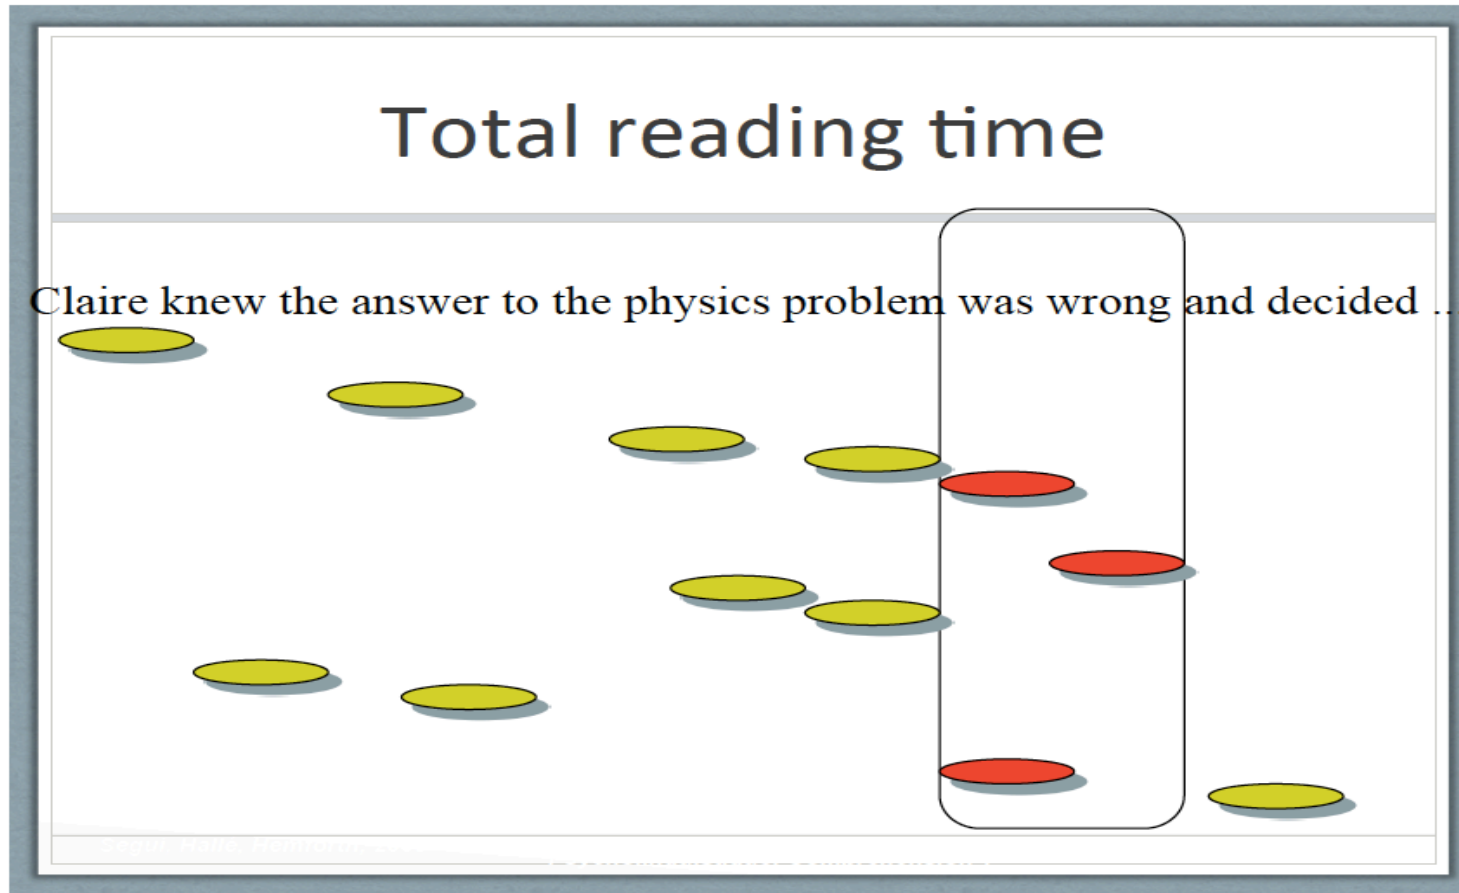 Total reading time
Claire knew the answer to the physics problem was wrong and decided ...